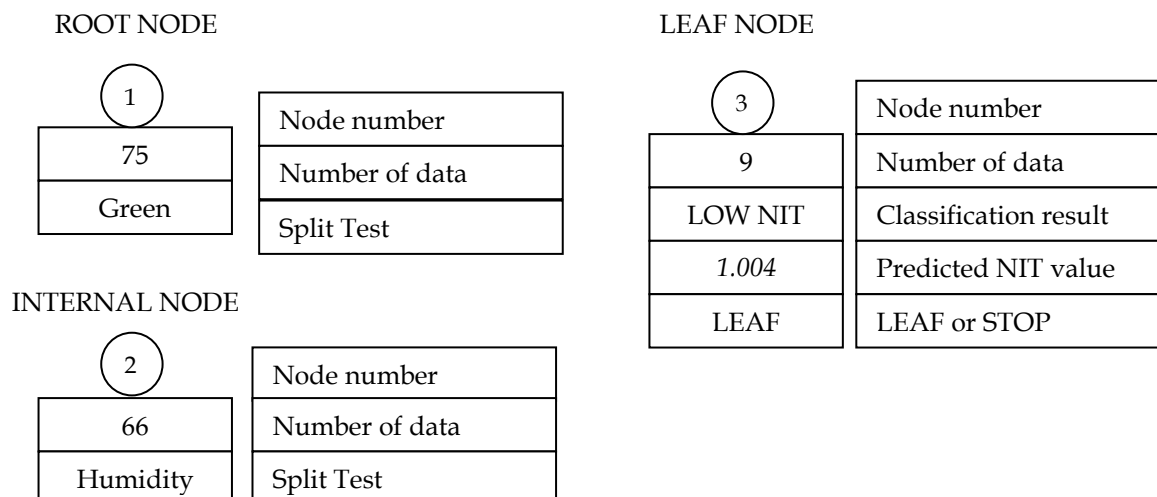 ROOT NODE
1
75
Green
Node number
Number of data
Split Test
INTERNAL NODE
2
66
Humidity
Node number
Number of data
Split Test
LEAF NODE
3
9
LOW NIT
1.004
LEAF
Node number
Number of data
Classification result
Predicted NIT value
LEAF or STOP